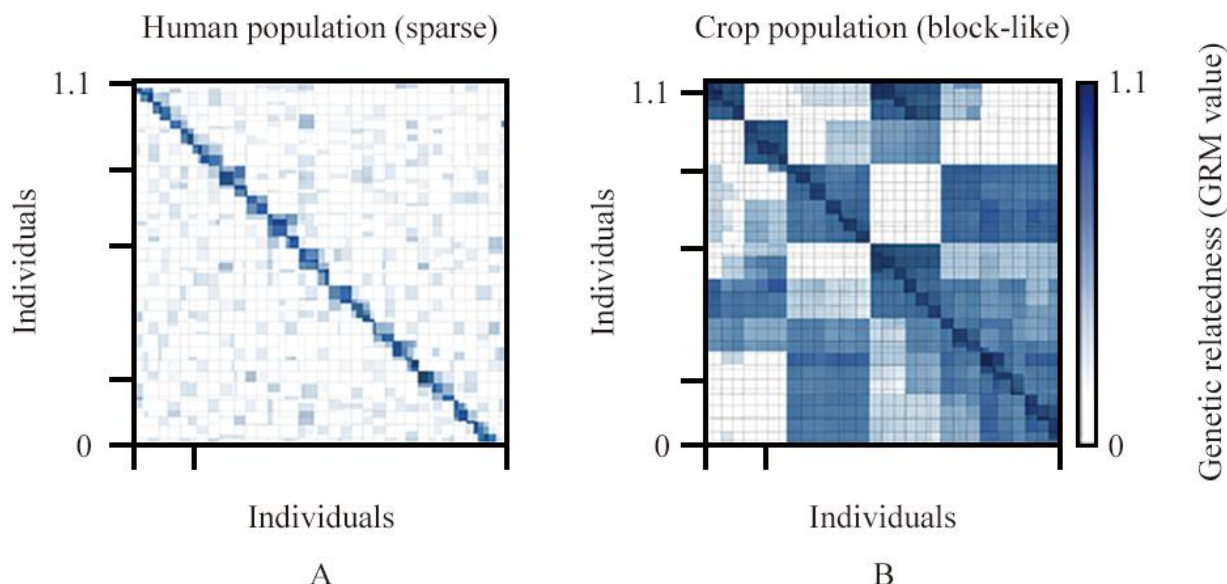 Human population (sparse)
1.1
Individuals
0
Individuals
A
Crop population (block-like)
1.1
Individuals
0
Individuals
B
1.1
0
Genetic relatedness (GRM value)